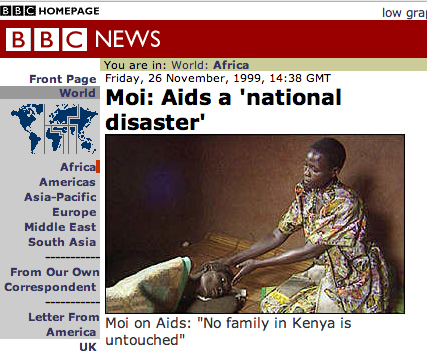 BBC HOMEPAGE
low gra
BBC NEWS
You are in: World: Africa
Front Page
World
Africa
Americas
Asia-Pacific
Europe
Middle East
South Asia
-----------
From Our Own
Correspondent
-----------
Letter From
America
UK
Friday, 26 November, 1999, 14:38 GMT
Moi: Aids a 'national
disaster'
Moi on Aids: "No family in Kenya is
untouched"